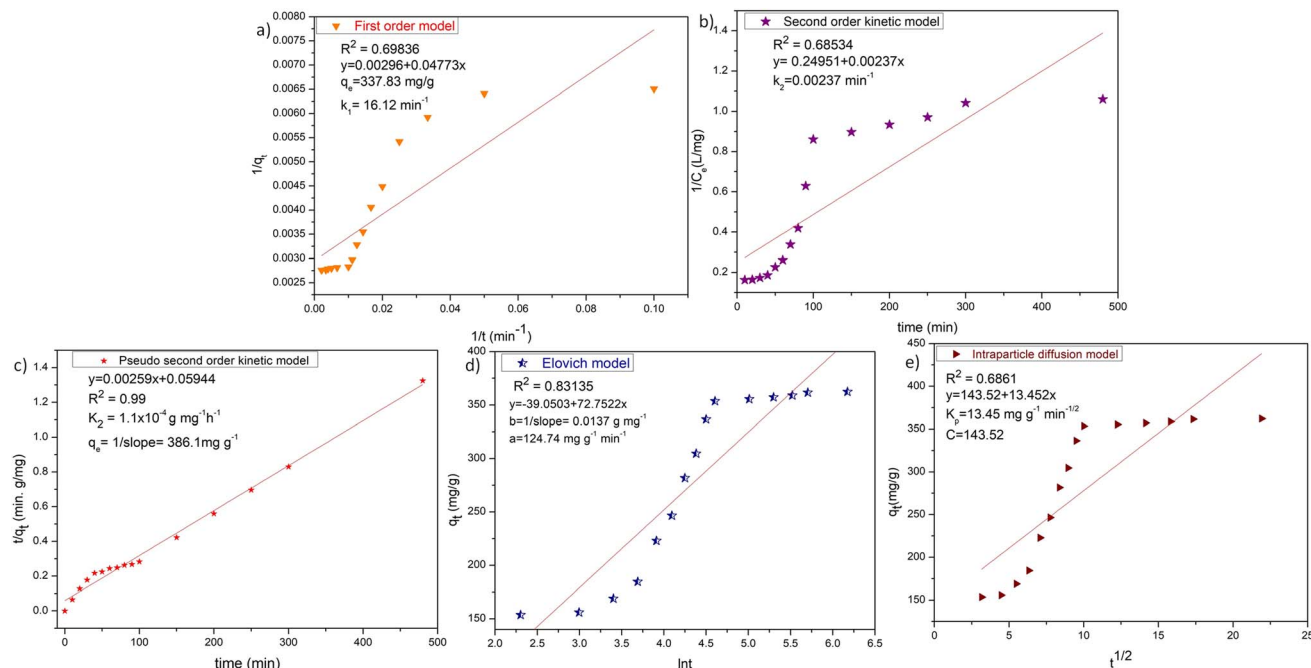 a)
First order model
R² = 0.69836
y=0.00296+0.04773x
qₑ=337.83 mg/g
k₁= 16.12 min⁻¹
0.0080
0.0075
0.0070
0.0065
0.0060
0.0055
0.0050
0.0045
0.0040
0.0035
0.0030
0.0025
1/qₜ
0.00 0.02 0.04 0.06 0.08 0.10
1/t (min⁻¹)
b)
Second order kinetic model
R² = 0.68534
y= 0.24951+0.00237x
k₂=0.00237 min⁻¹
1.4
1.2
1.0
0.8
0.6
0.4
0.2
1/Cₑ(L/mg)
0 100 200 300 400 500
time (min)
c)
Pseudo second order kinetic model
y=0.00259x+0.05944
R² = 0.99
K₂ = 1.1x10⁻⁴ g mg⁻¹h⁻¹
qₑ = 1/slope= 386.1mg g⁻¹
1.4
1.2
1.0
0.8
0.6
0.4
0.2
0.0
t/qₜ (min. g/mg)
0 100 200 300 400 500
time (min)
d)
Elovich model
R² = 0.83135
y=-39.0503+72.7522x
b=1/slope= 0.0137 g mg⁻¹
a=124.74 mg g⁻¹ min⁻¹
400
350
300
250
200
150
qₜ (mg/g)
2.0 2.5 3.0 3.5 4.0 4.5 5.0 5.5 6.0 6.5
lnt
e)
Intraparticle diffusion model
R² = 0.6861
y=143.52+13.452x
Kₚ=13.45 mg g⁻¹ min⁻¹ᐟ²
C=143.52
450
400
350
300
250
200
150
qₜ(mg/g)
0 5 10 15 20 25
t¹ᐟ²